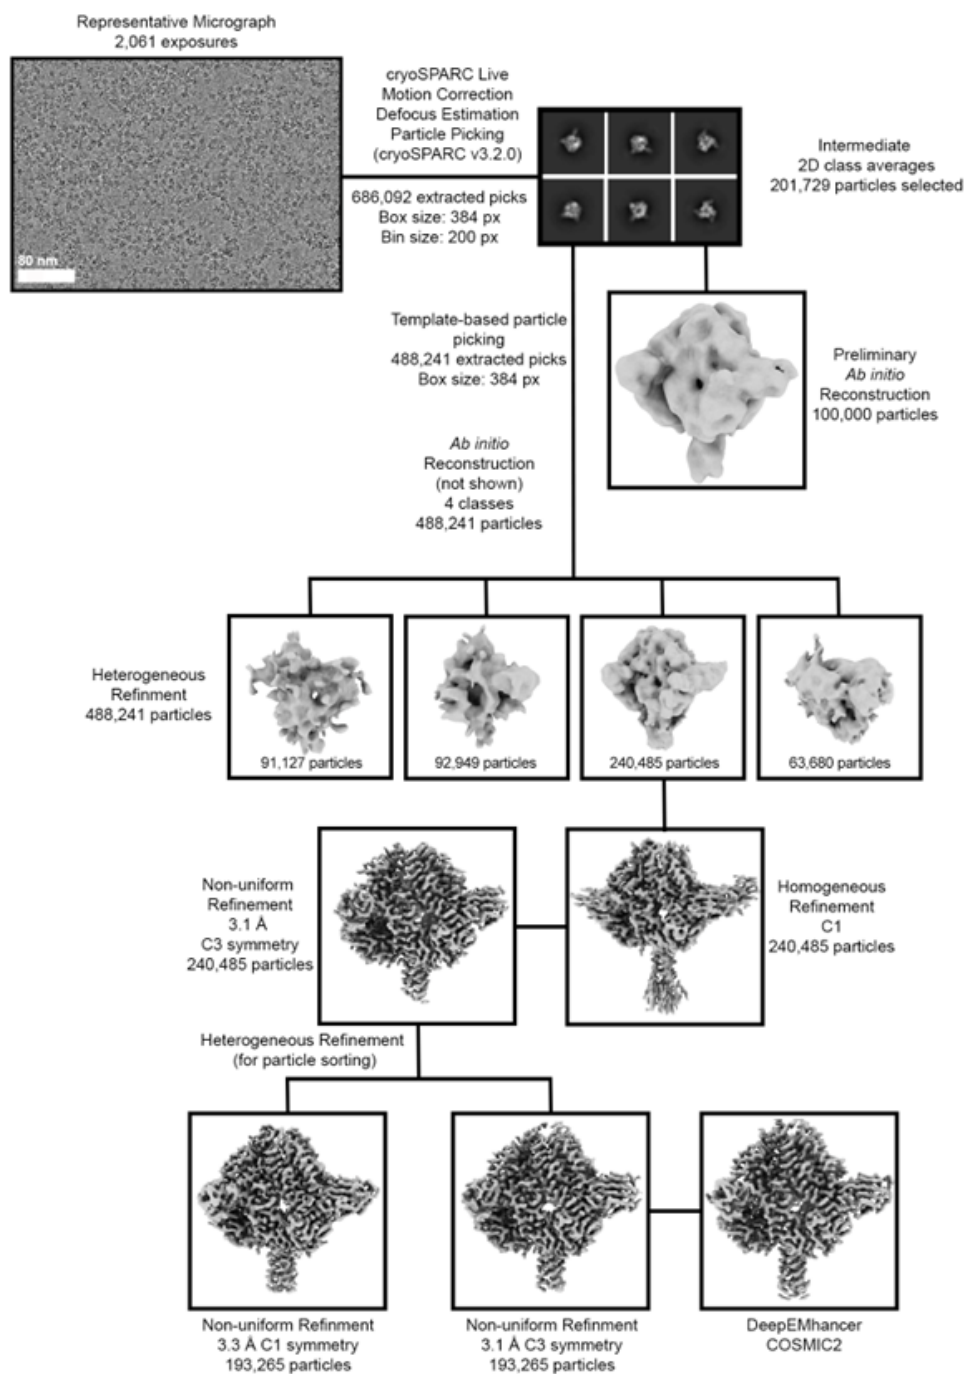 Representative Micrograph
2,061 exposures
80 nm
cryoSPARC Live
Motion Correction
Defocus Estimation
Particle Picking
(cryoSPARC v3.2.0)
686,092 extracted picks
Box size: 384 px
Bin size: 200 px
Intermediate
2D class averages
201,729 particles selected
Template-based particle
picking
488,241 extracted picks
Box size: 384 px
Preliminary
Ab initio
Reconstruction
100,000 particles
Ab initio
Reconstruction
(not shown)
4 classes
488,241 particles
Heterogeneous
Refinment
488,241 particles
91,127 particles
92,949 particles
240,485 particles
63,680 particles
Non-uniform
Refinement
3.1 Å
C3 symmetry
240,485 particles
Homogeneous
Refinement
C1
240,485 particles
Heterogeneous Refinement
(for particle sorting)
Non-uniform Refinment
3.3 Å C1 symmetry
193,265 particles
Non-uniform Refinment
3.1 Å C3 symmetry
193,265 particles
DeepEMhancer
COSMIC2